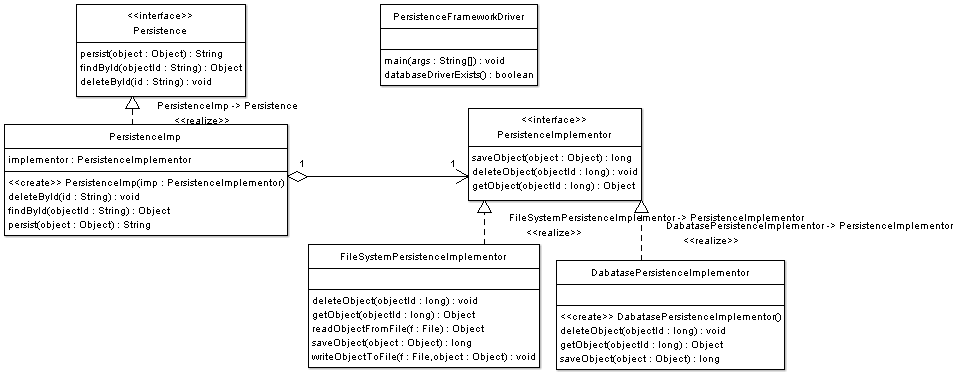 <<interface>>
Persistence
persist(object : Object) : String
findById(objectId : String) : Object
deleteById(id : String) : void
PersistenceFrameworkDriver
main(args : String[]) : void
databaseDriverExists() : boolean
PersistenceImp -> Persistence
<<realize>>
PersistenceImp
implementor : PersistenceImplementor
<<create>> PersistenceImp(imp : PersistenceImplementor)
deleteById(id : String) : void
findById(objectId : String) : Object
persist(object : Object) : String
1
1
<<interface>>
PersistenceImplementor
saveObject(object : Object) : long
deleteObject(objectId : long) : void
getObject(objectId : long) : Object
FileSystemPersistenceImplementor -> PersistenceImplementor
<<realize>>
DabatasePersistenceImplementor -> PersistenceImplementor
<<realize>>
FileSystemPersistenceImplementor
deleteObject(objectId : long) : void
getObject(objectId : long) : Object
readObjectFromFile(f : File) : Object
saveObject(object : Object) : long
writeObjectToFile(f : File,object : Object) : void
DabatasePersistenceImplementor
<<create>> DabatasePersistenceImplementor()
deleteObject(objectId : long) : void
getObject(objectId : long) : Object
saveObject(object : Object) : long